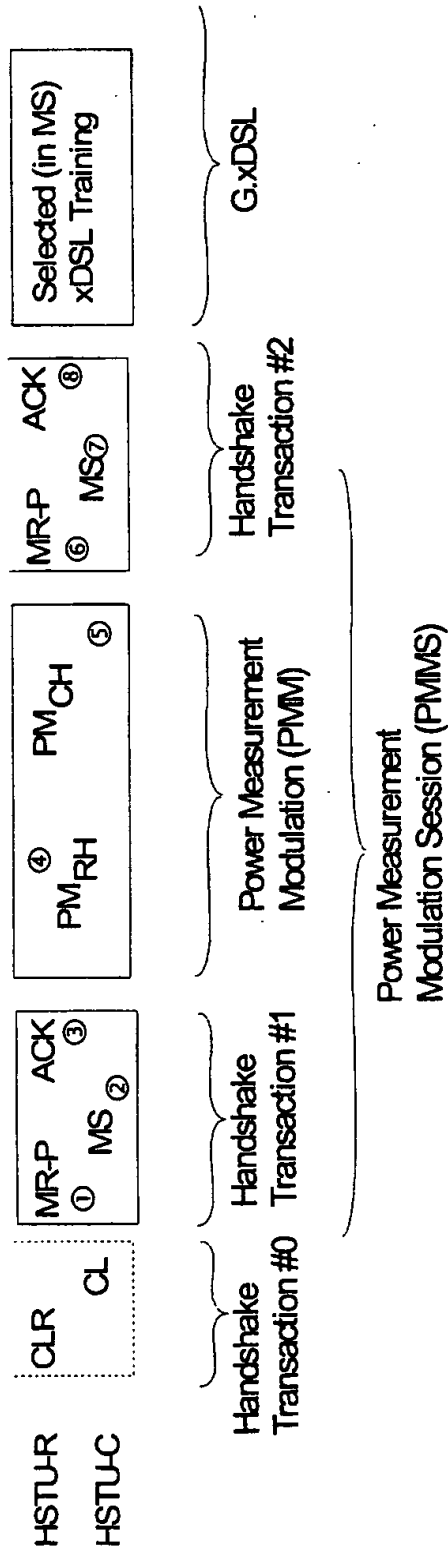 HSTU-R
HSTU-C
CLR
CL
Handshake
Transaction #0
MR-P ACK
① MS ② ③
Handshake
Transaction #1
④
PMRH PMCH
⑤
Power Measurement
Modulation (PMM)
MR-P ACK
⑥ MS⑦ ⑧
Handshake
Transaction #2
Selected (in MS)
xDSL Training
G.xDSL
Power Measurement
Modulation Session (PMMS)